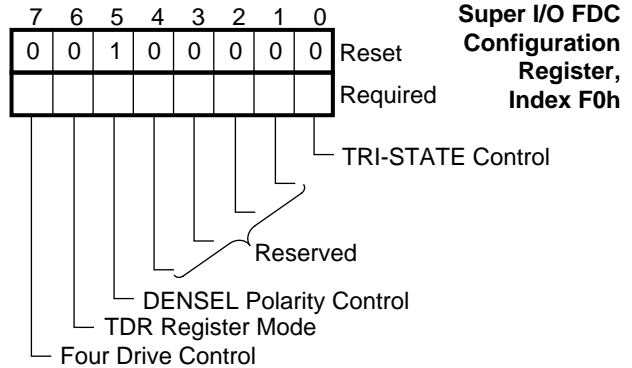 7 6 5 4 3 2 1 0
Super I/O FDC
Configuration
Register,
Index F0h
0 0 1 0 0 0 0 0 Reset
Required
TRI-STATE Control
Reserved
DENSEL Polarity Control
TDR Register Mode
Four Drive Control